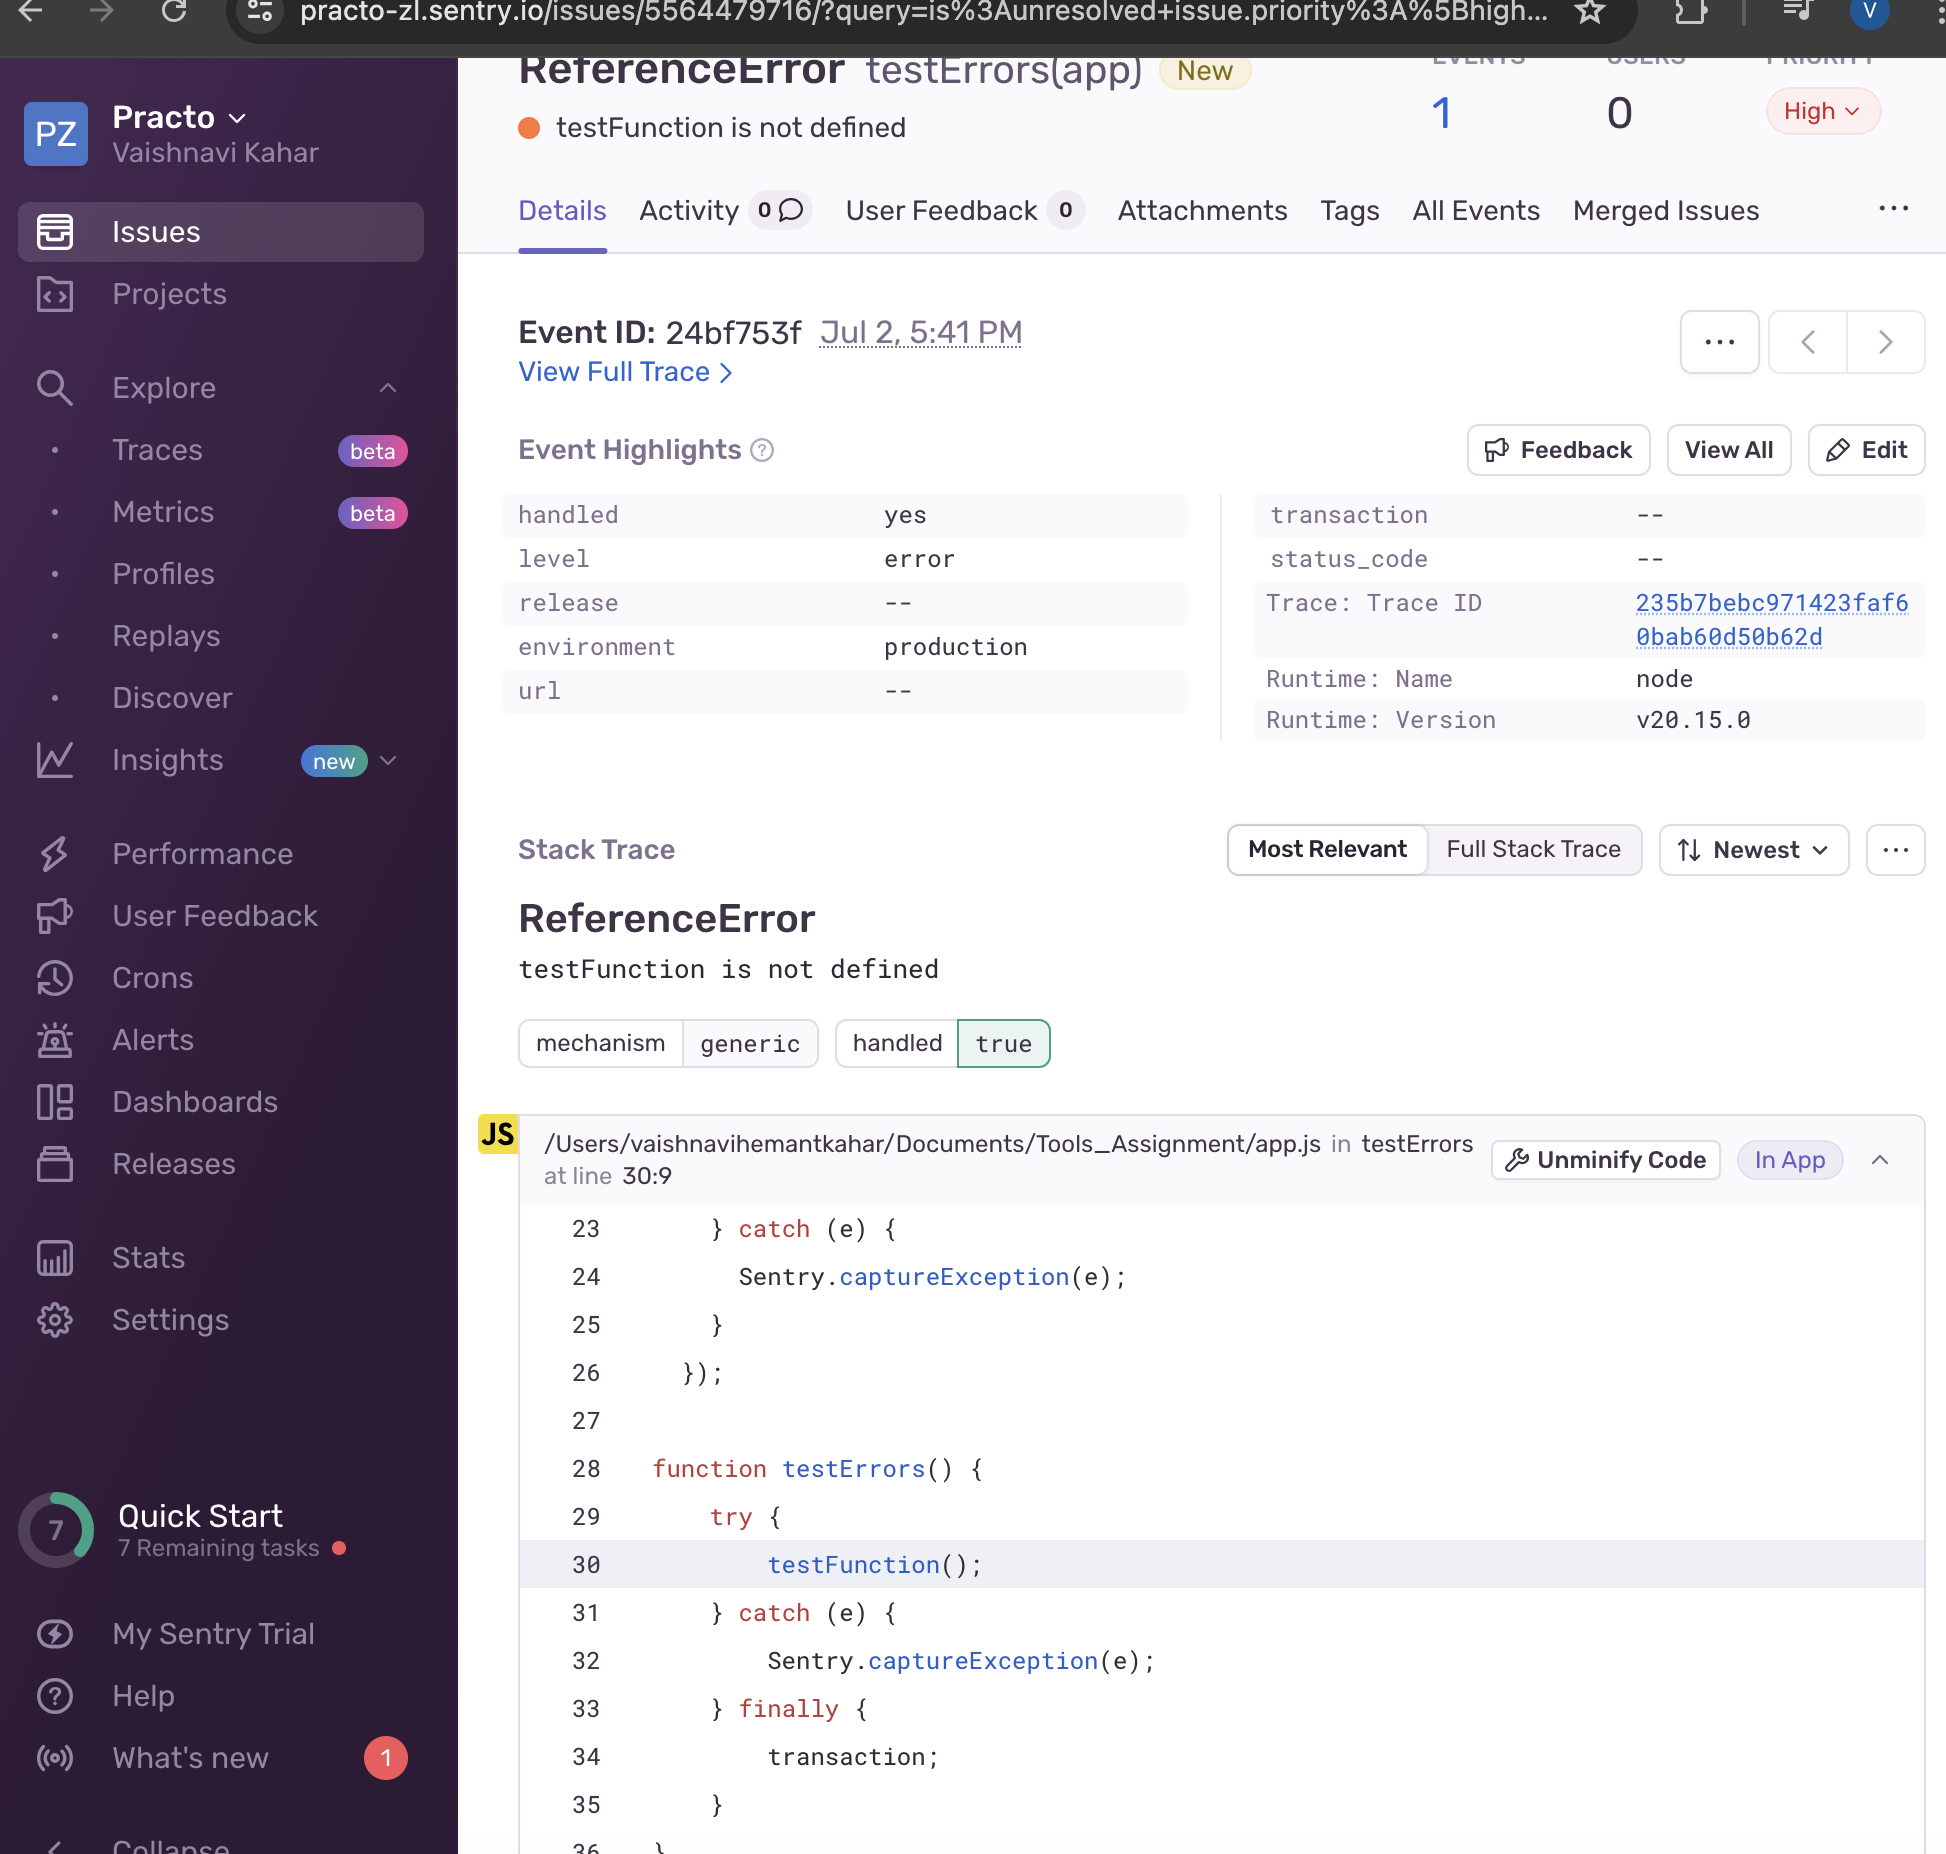 practo-zl.sentry.io/issues/5564479716/?query=is%3Aunresolved+issue.priority%3A%5Bhigh...
V
PZ
Practo
Vaishnavi Kahar
Issues
Projects
Explore
Traces
beta
Metrics
beta
Profiles
Replays
Discover
Insights
new
Performance
User Feedback
Crons
Alerts
Dashboards
Releases
Stats
Settings
7
Quick Start
7 Remaining tasks
My Sentry Trial
Help
What's new
1
Collapse
ReferenceError testErrors(app) New
testFunction is not defined
EVENTS
1
USERS
0
PRIORITY
High
Details
Activity 0
User Feedback 0
Attachments
Tags
All Events
Merged Issues
...
Event ID: 24bf753f Jul 2, 5:41 PM
View Full Trace >
...
Event Highlights ?
Feedback
View All
Edit
handled yes
level error
release --
environment production
url --
transaction --
status_code --
Trace: Trace ID 235b7bebc971423faf6
0bab60d50b62d
Runtime: Name node
Runtime: Version v20.15.0
Stack Trace
Most Relevant
Full Stack Trace
Newest
...
ReferenceError
testFunction is not defined
mechanism generic
handled true
JS
/Users/vaishnavihemantkahar/Documents/Tools_Assignment/app.js in testErrors
at line 30:9
Unminify Code
In App
23 } catch (e) {
24 Sentry.captureException(e);
25 }
26 });
27
28 function testErrors() {
29 try {
30 testFunction();
31 } catch (e) {
32 Sentry.captureException(e);
33 } finally {
34 transaction;
35 }
36 }